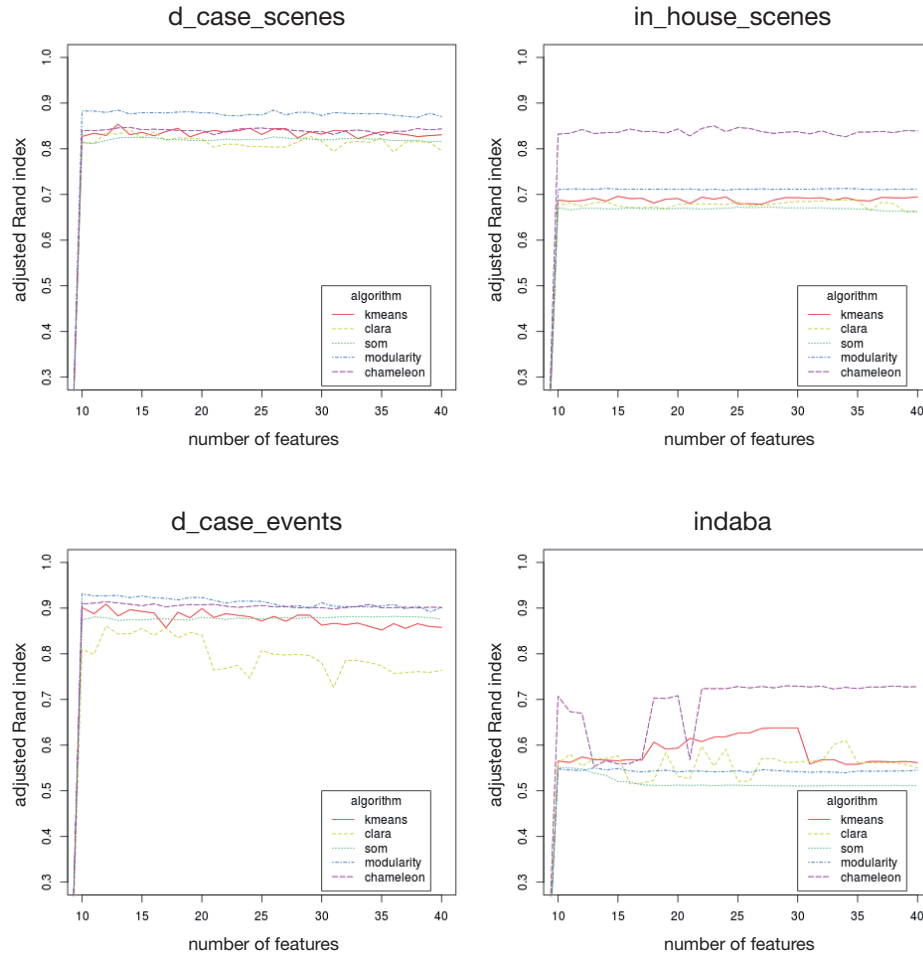 d_case_scenes
adjusted Rand index
1.0
0.9
0.8
0.7
0.6
0.5
0.4
0.3
algorithm
kmeans
clara
som
modularity
chameleon
10 15 20 25 30 35 40
number of features
in_house_scenes
adjusted Rand index
1.0
0.9
0.8
0.7
0.6
0.5
0.4
0.3
algorithm
kmeans
clara
som
modularity
chameleon
10 15 20 25 30 35 40
number of features
d_case_events
adjusted Rand index
1.0
0.9
0.8
0.7
0.6
0.5
0.4
0.3
algorithm
kmeans
clara
som
modularity
chameleon
10 15 20 25 30 35 40
number of features
indaba
adjusted Rand index
1.0
0.9
0.8
0.7
0.6
0.5
0.4
0.3
algorithm
kmeans
clara
som
modularity
chameleon
10 15 20 25 30 35 40
number of features